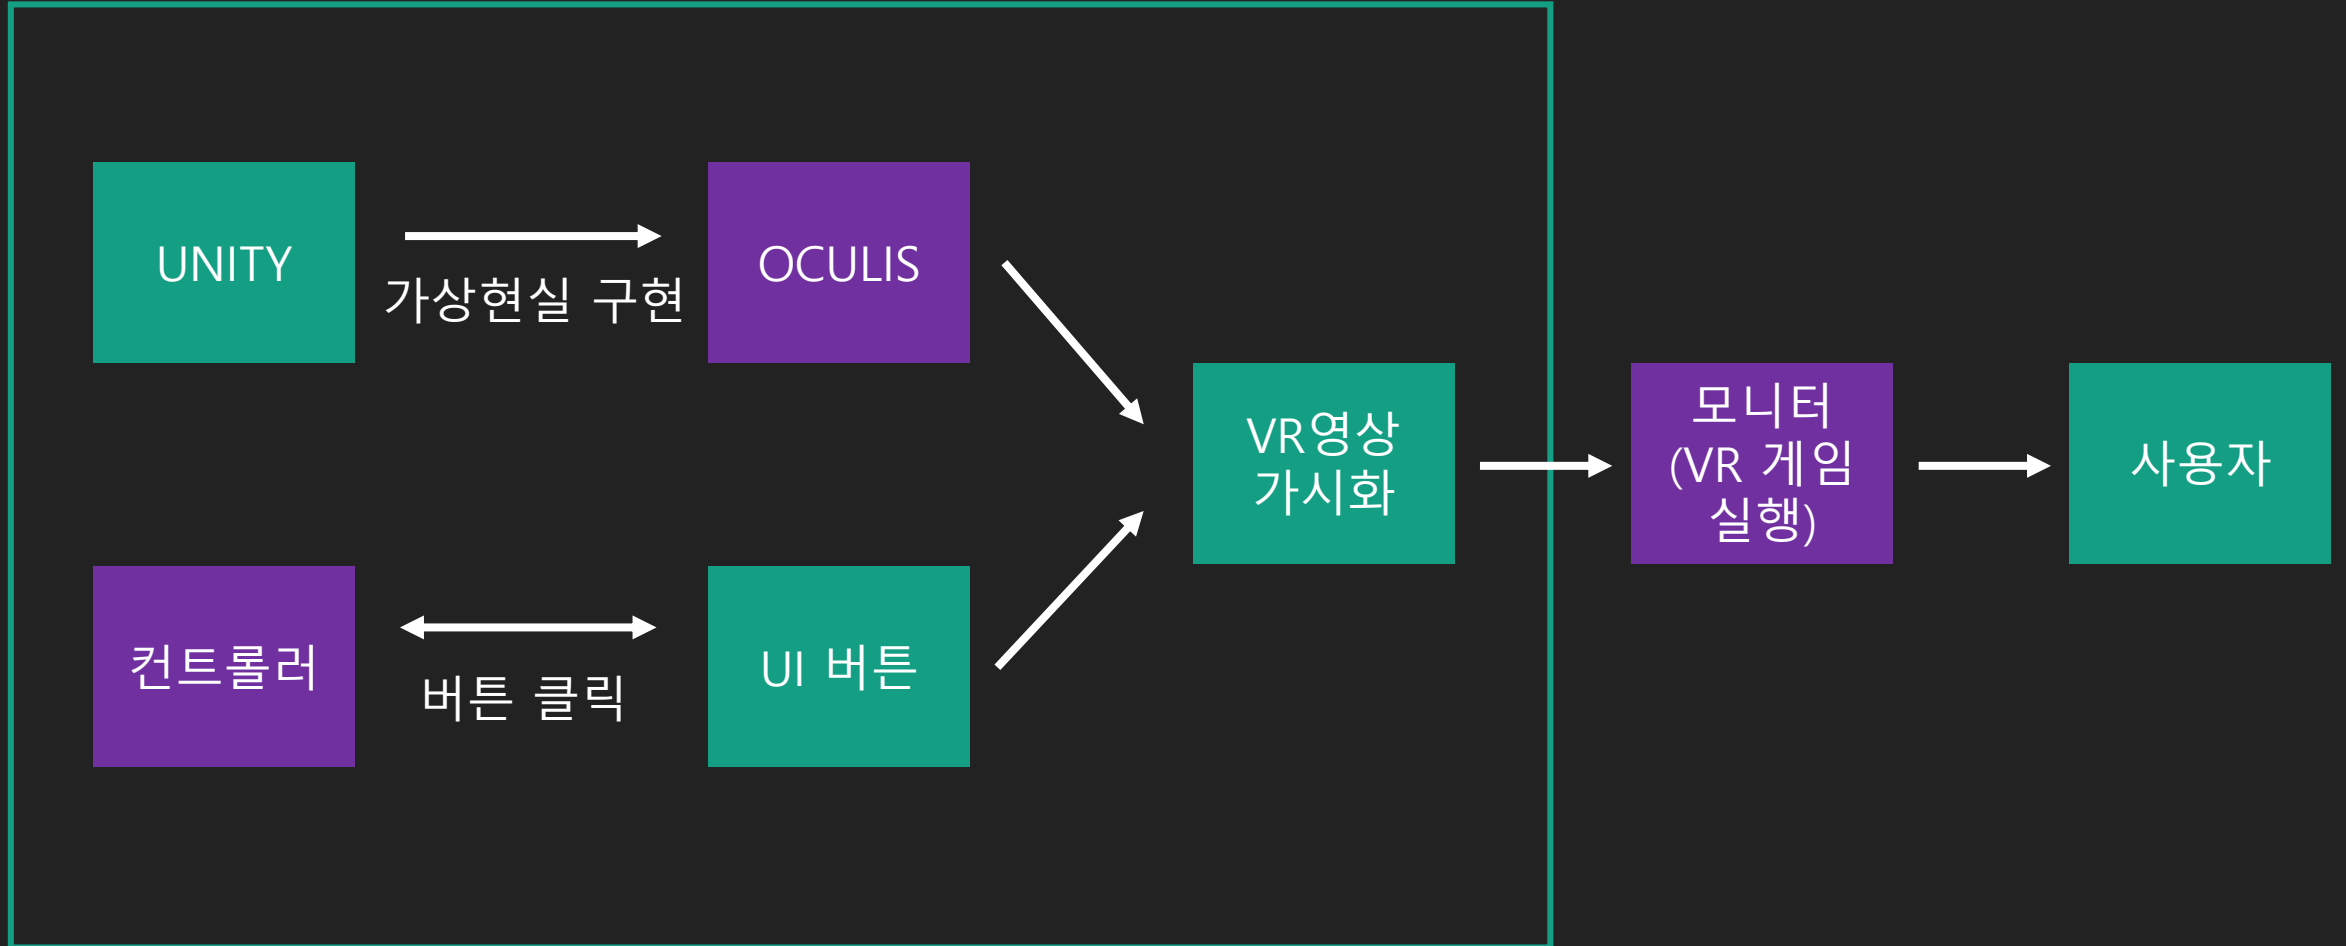 UNITY
가상현실 구현
OCULIS
컨트롤러
버튼 클릭
UI 버튼
VR영상
가시화
모니터
(VR 게임
실행)
사용자